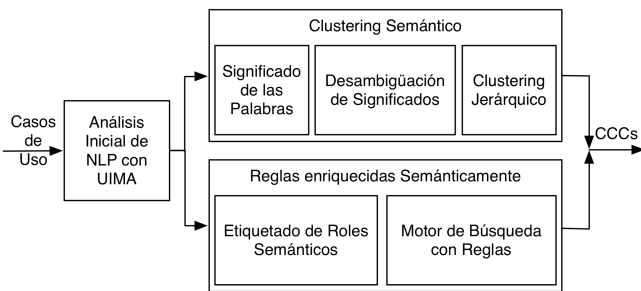 Clustering Semántico
Significado
de las
Palabras
Desambigüación
de Significados
Clustering
Jerárquico
Casos
de
Uso
Análisis
Inicial de
NLP con
UIMA
CCCs
Reglas enriquecidas Semánticamente
Etiquetado de Roles
Semánticos
Motor de Búsqueda
con Reglas